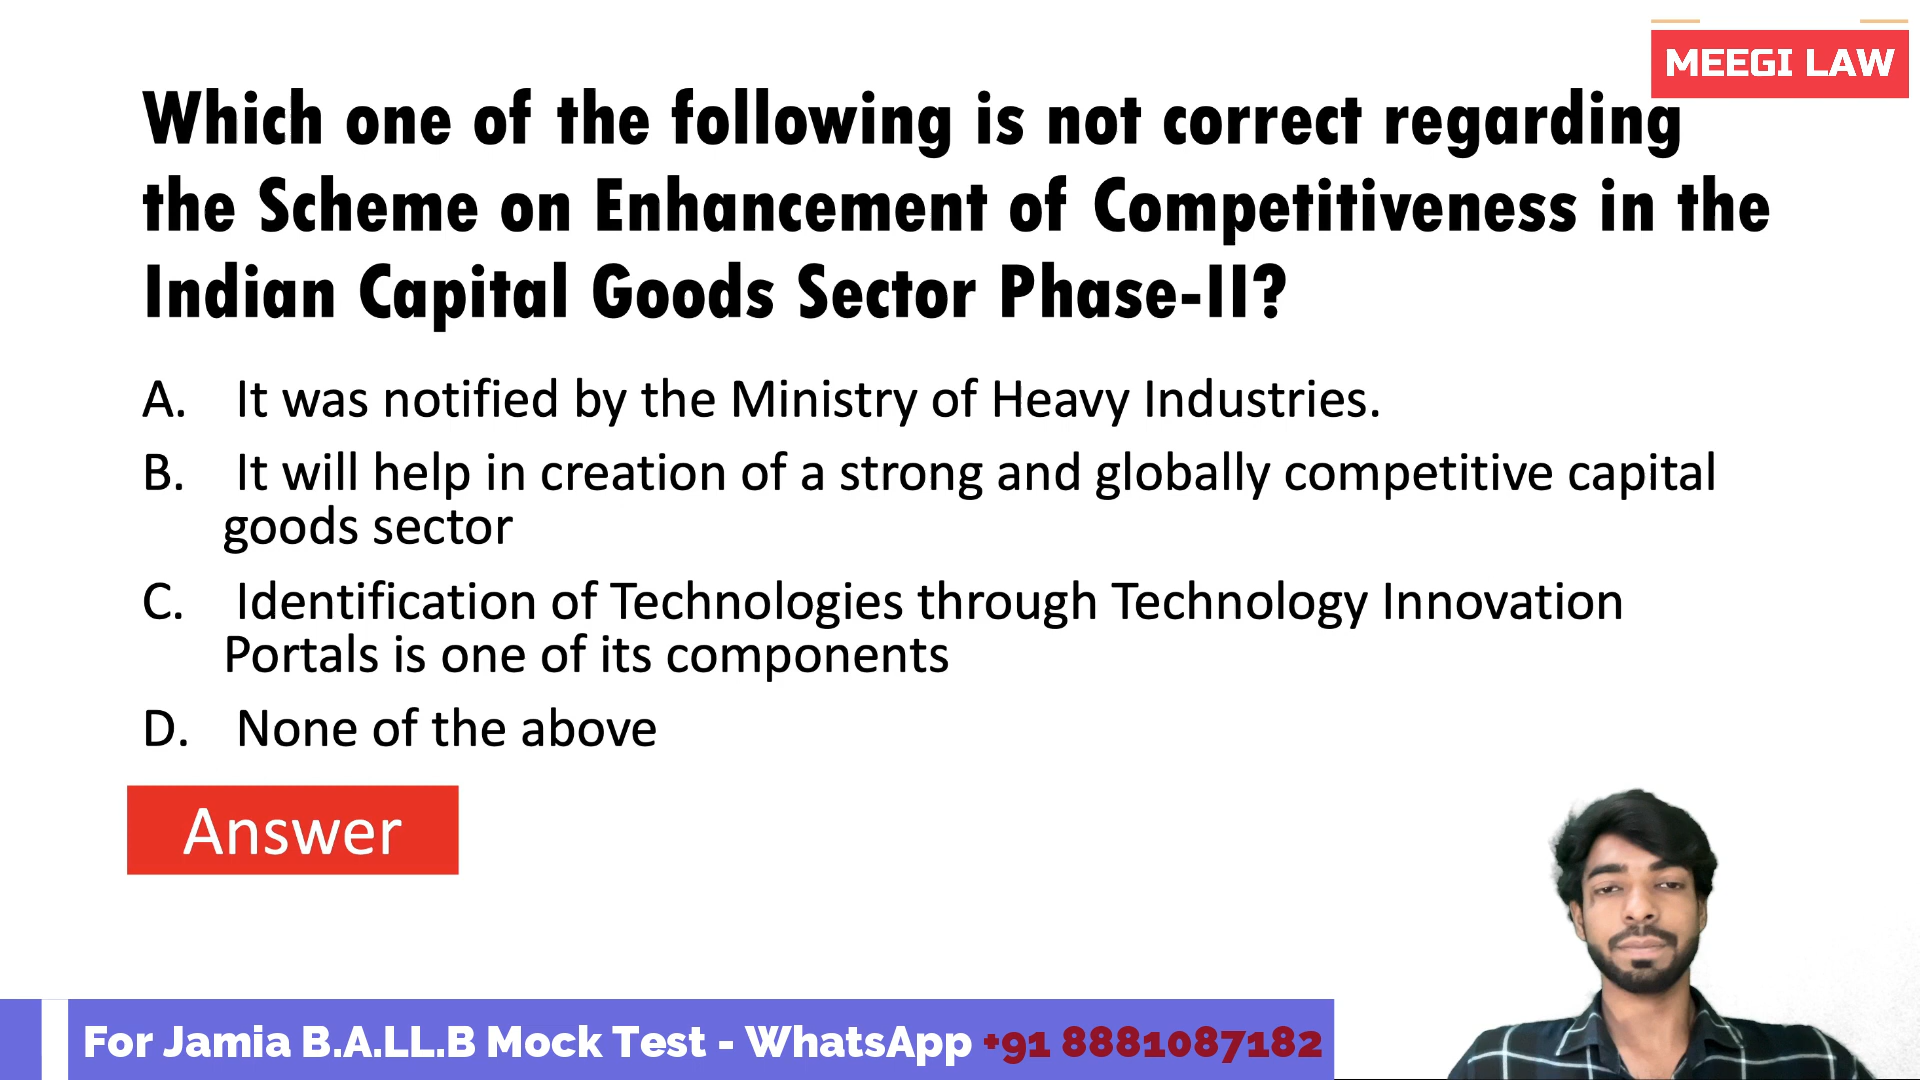 MEEGI LAW
Which one of the following is not correct regarding
the Scheme on Enhancement of Competitiveness in the
Indian Capital Goods Sector Phase-II?
A. It was notified by the Ministry of Heavy Industries.
B. It will help in creation of a strong and globally competitive capital
goods sector
C. Identification of Technologies through Technology Innovation
Portals is one of its components
D. None of the above
Answer
For Jamia B.A.LL.B Mock Test - WhatsApp +91 8881087182